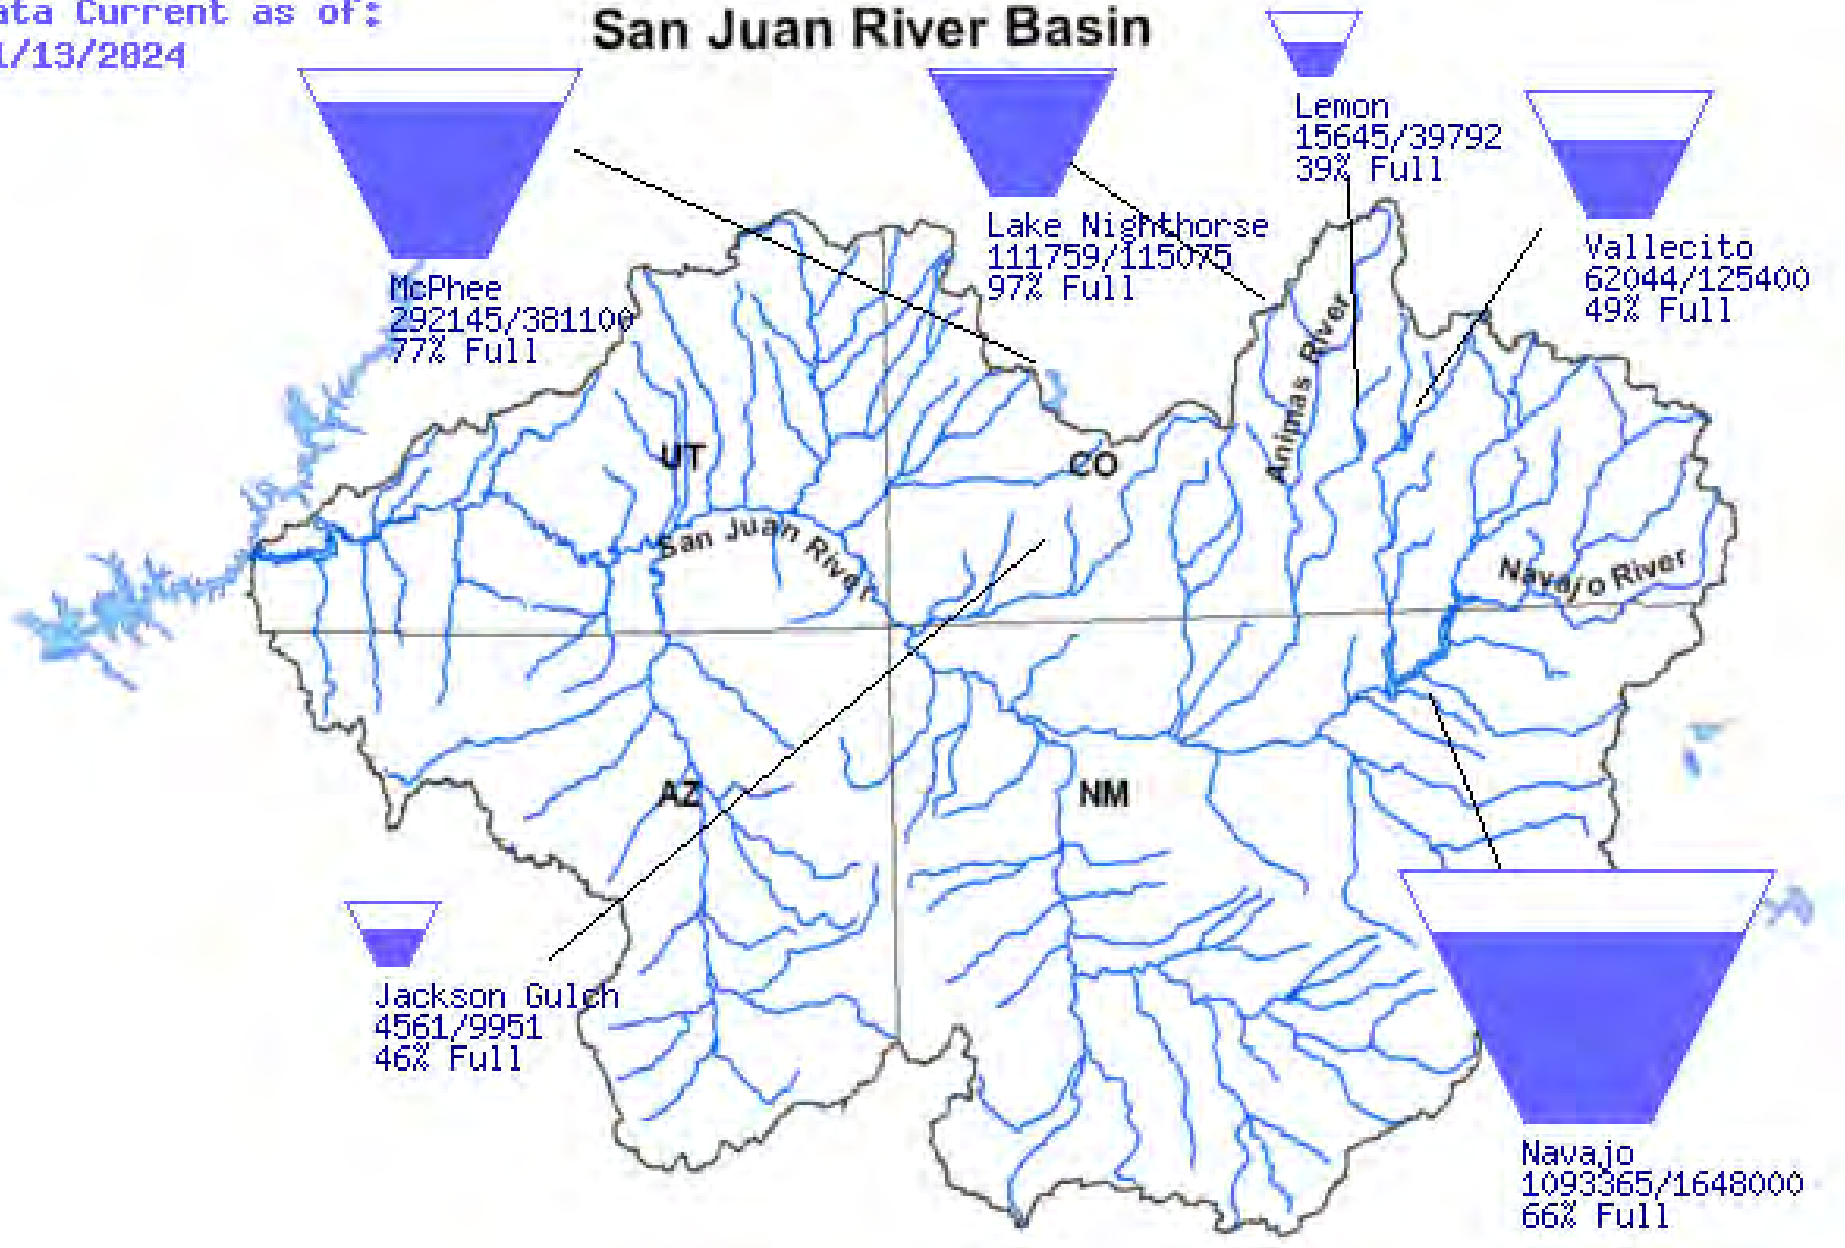 ata Current as of:
1/13/2024
San Juan River Basin
Lemon
15645/39792
39% Full
Lake Nighthorse
111759/115075
97% Full
Vallecito
62044/125400
49% Full
McPhee
292145/381100
77% Full
Animas River
UT
CO
San Juan River
Navajo River
AZ
NM
Jackson Gulch
4561/9951
46% Full
Navajo
1093365/1648000
66% Full